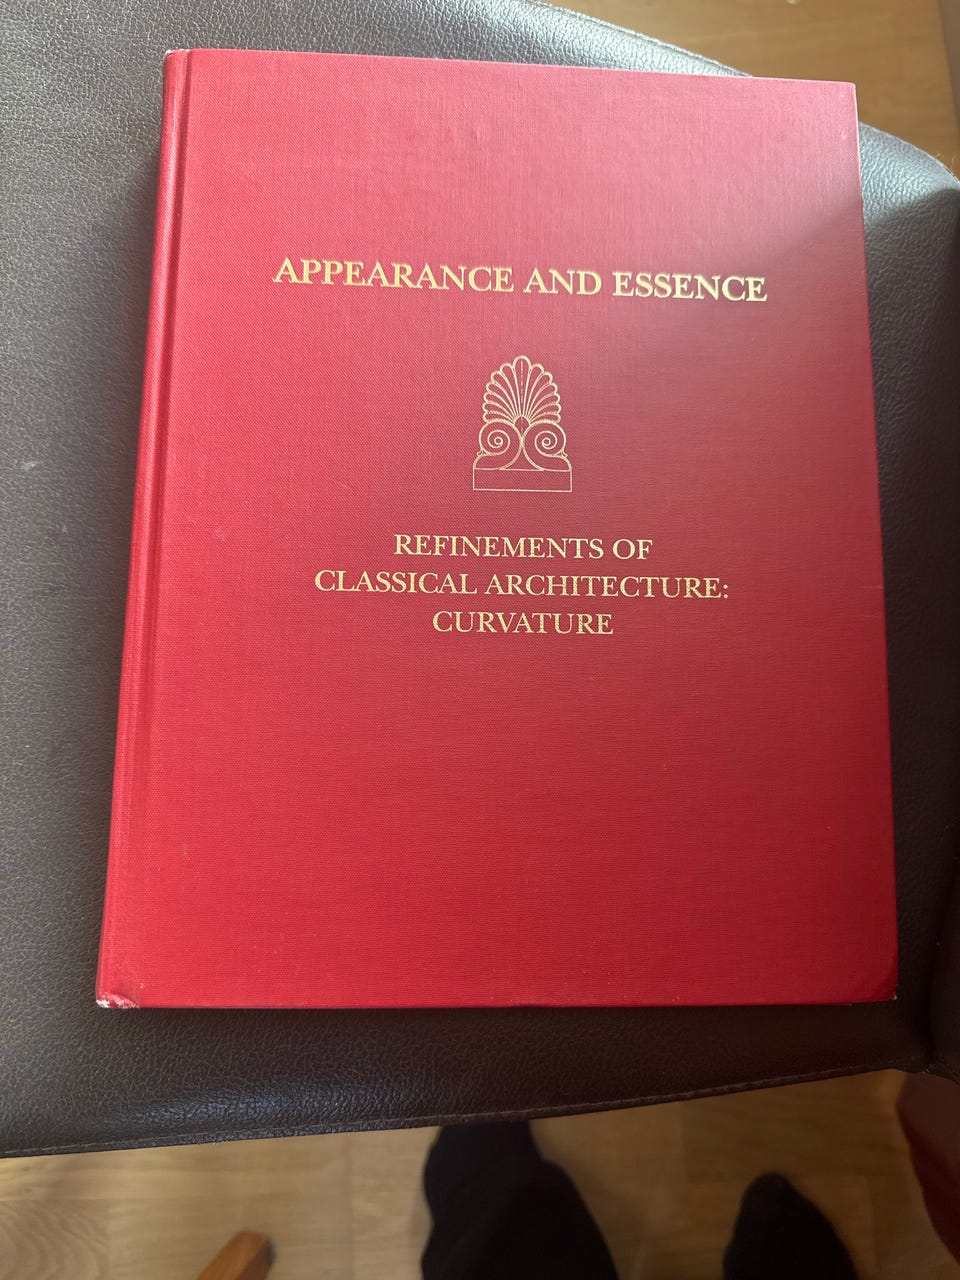 APPEARANCE AND ESSENCE
REFINEMENTS OF
CLASSICAL ARCHITECTURE:
CURVATURE